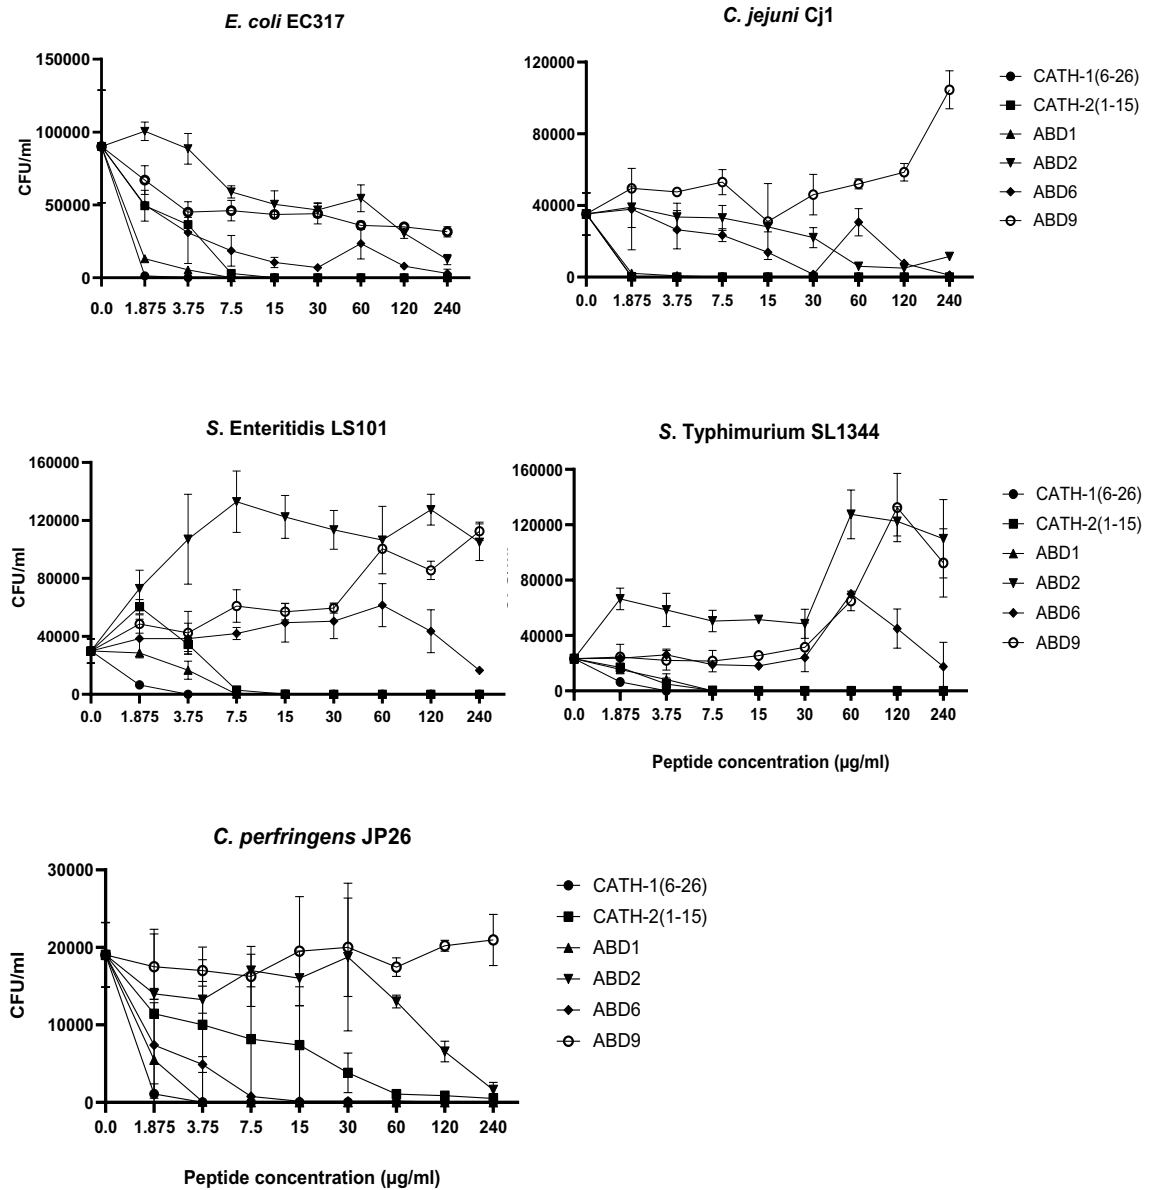 E. coli EC317
150000
100000
50000
0
CFU/ml
0.0 1.875 3.75 7.5 15 30 60 120 240
C. jejuni Cj1
120000
80000
40000
0
0.0 1.875 3.75 7.5 15 30 60 120 240
CATH-1(6-26)
CATH-2(1-15)
ABD1
ABD2
ABD6
ABD9
S. Enteritidis LS101
160000
120000
80000
40000
0
CFU/ml
0.0 1.875 3.75 7.5 15 30 60 120 240
S. Typhimurium SL1344
160000
120000
80000
40000
0
0.0 1.875 3.75 7.5 15 30 60 120 240
Peptide concentration (µg/ml)
CATH-1(6-26)
CATH-2(1-15)
ABD1
ABD2
ABD6
ABD9
C. perfringens JP26
30000
20000
10000
0
CFU/ml
0.0 1.875 3.75 7.5 15 30 60 120 240
Peptide concentration (µg/ml)
CATH-1(6-26)
CATH-2(1-15)
ABD1
ABD2
ABD6
ABD9